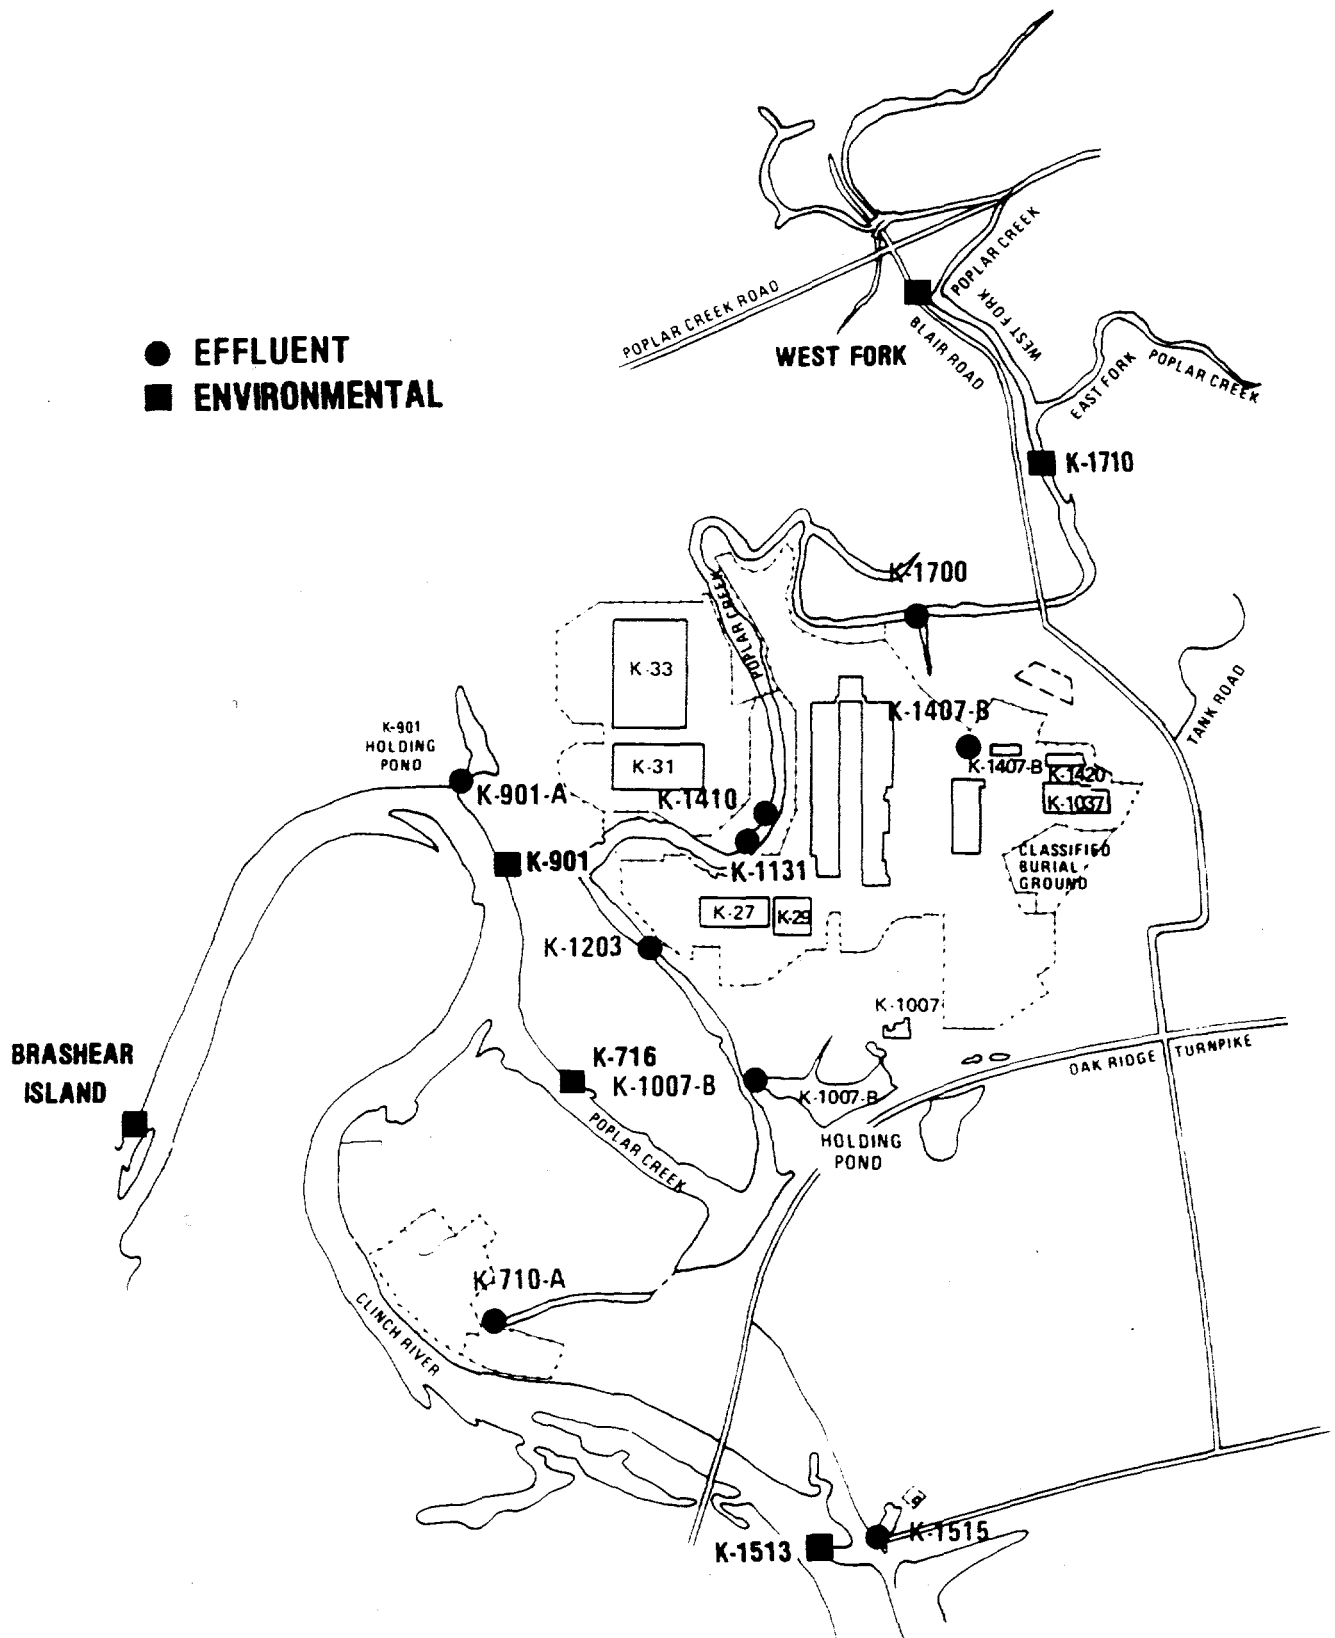 POPLAR CREEK
WEST FORK
POPLAR CREEK ROAD
BLAIR ROAD
WEST FORK
EAST FORK
POPLAR CREEK
EFFLUENT
ENVIRONMENTAL
K-1710
K-1700
POPLAR CREEK
K-33
TANK ROAD
K-1407-B
K-901
HOLDING
POND
K-31
K-1407-B
K-1420
K-901-A
K-1410
K-1037
K-901
K-1131
CLASSIFIED
BURIAL
GROUND
K-27
K-29
K-1203
K-1007
BRASHEAR
ISLAND
OAK RIDGE TURNPIKE
K-716
K-1007-B
K-1007-B
HOLDING
POND
POPLAR CREEK
K-710-A
CLINCH RIVER
K-1513
K-1515